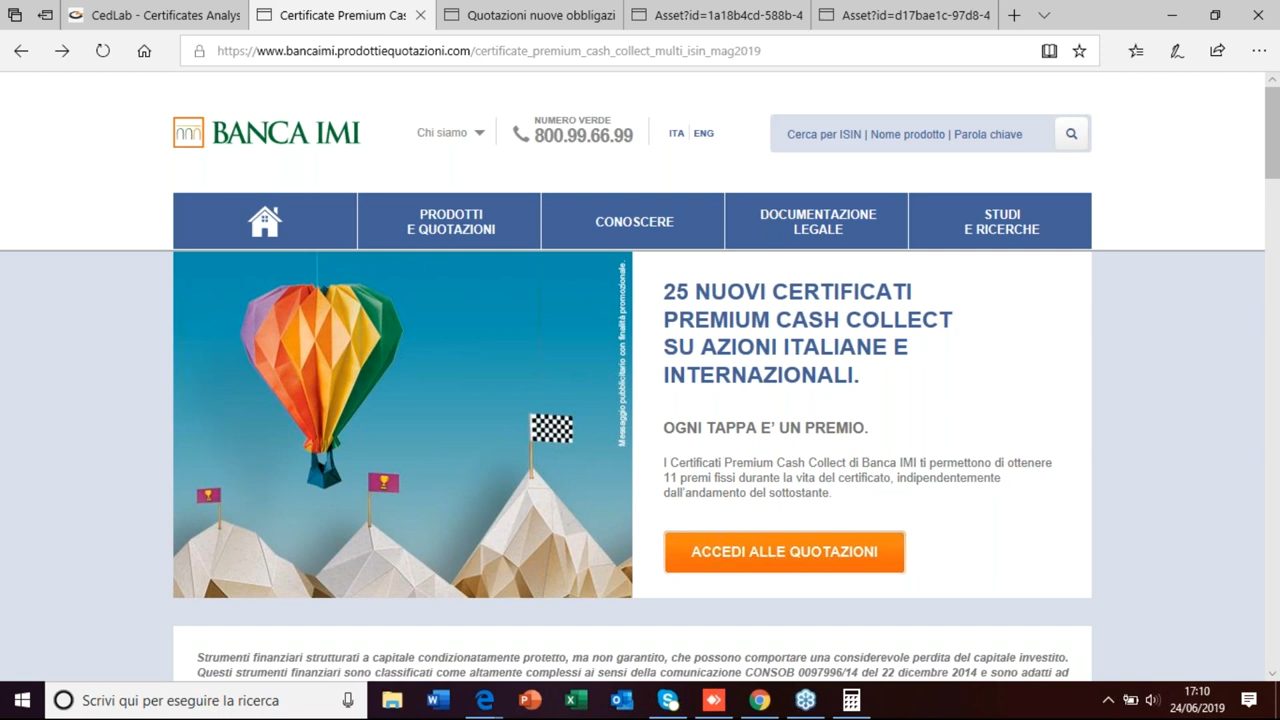 CedLab - Certificates Analys
Certificate Premium Cas
Quotazioni nuove obbligazi
Asset?id=1a18b4cd-588b-4
Asset?id=d17bae1c-97d8-4
https://www.bancaimi.prodottiequotazioni.com/certificate_premium_cash_collect_multi_isin_mag2019
BANCA IMI
Chi siamo
NUMERO VERDE
800.99.66.99
ITA
ENG
Cerca per ISIN | Nome prodotto | Parola chiave
PRODOTTI
E QUOTAZIONI
CONOSCERE
DOCUMENTAZIONE
LEGALE
STUDI
E RICERCHE
Messaggio pubblicitario con finalità promozionale.
25 NUOVI CERTIFICATI
PREMIUM CASH COLLECT
SU AZIONI ITALIANE E
INTERNAZIONALI.
OGNI TAPPA E' UN PREMIO.
I Certificati Premium Cash Collect di Banca IMI ti permettono di ottenere
11 premi fissi durante la vita del certificato, indipendentemente
dall'andamento del sottostante.
ACCEDI ALLE QUOTAZIONI
Strumenti finanziari strutturati a capitale condizionatamente protetto, ma non garantito, che possono comportare una considerevole perdita del capitale investito.
Questi strumenti finanziari sono classificati come altamente complessi ai sensi della comunicazione CONSOB 0097996/14 del 22 dicembre 2014 e sono adatti ad
Scrivi qui per eseguire la ricerca
17:10
24/06/2019